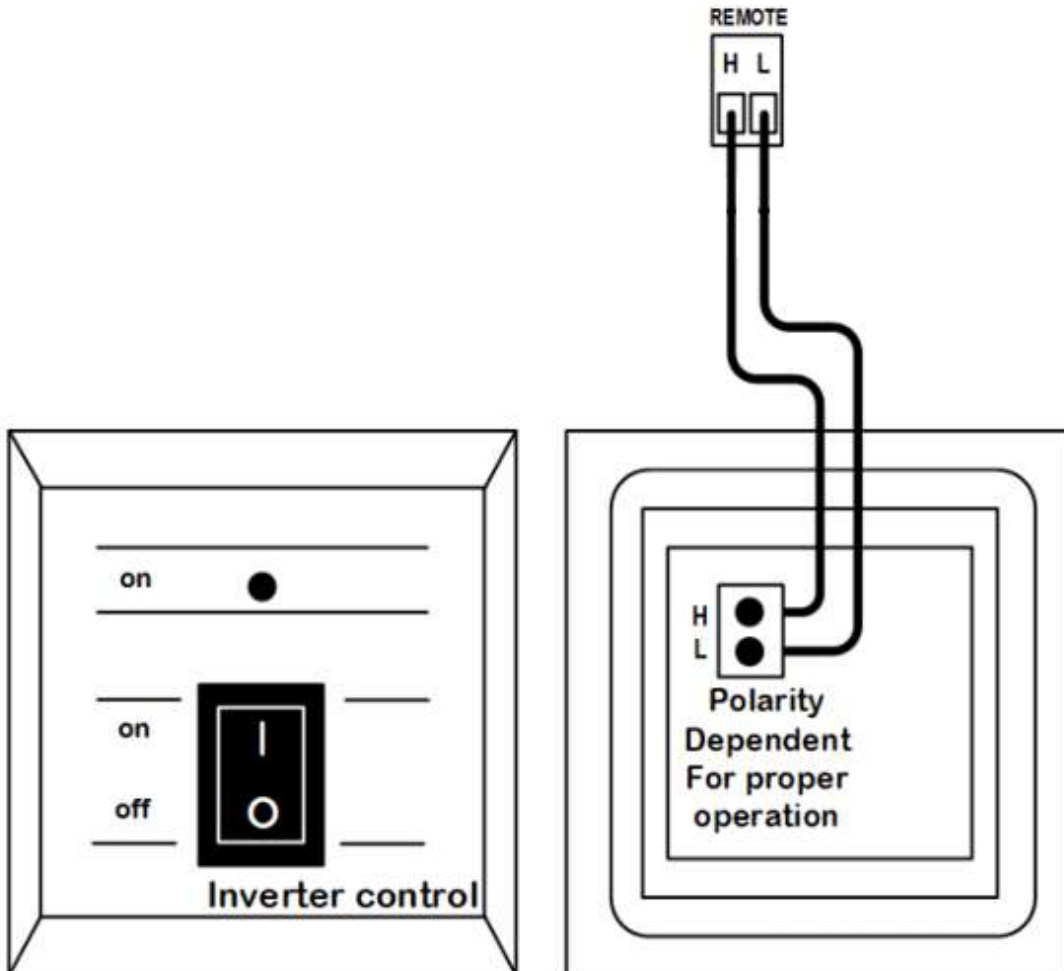 REMOTE
H L
on
on
off
I
O
Inverter control
H
L
Polarity
Dependent
For proper
operation